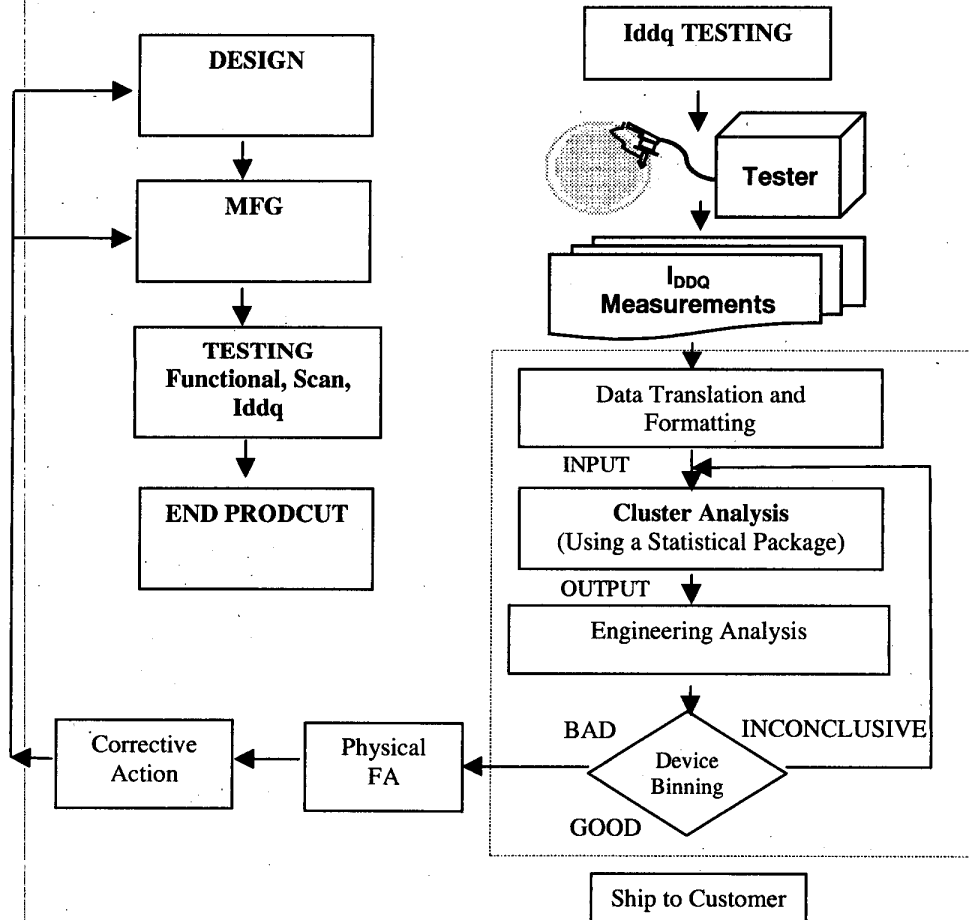 DESIGN
MFG
TESTING
Functional, Scan,
Iddq
END PRODCUT
Iddq TESTING
Tester
IDDQ
Measurements
Data Translation and
Formatting
INPUT
Cluster Analysis
(Using a Statistical Package)
OUTPUT
Engineering Analysis
BAD
INCONCLUSIVE
Device
Binning
GOOD
Physical
FA
Corrective
Action
Ship to Customer